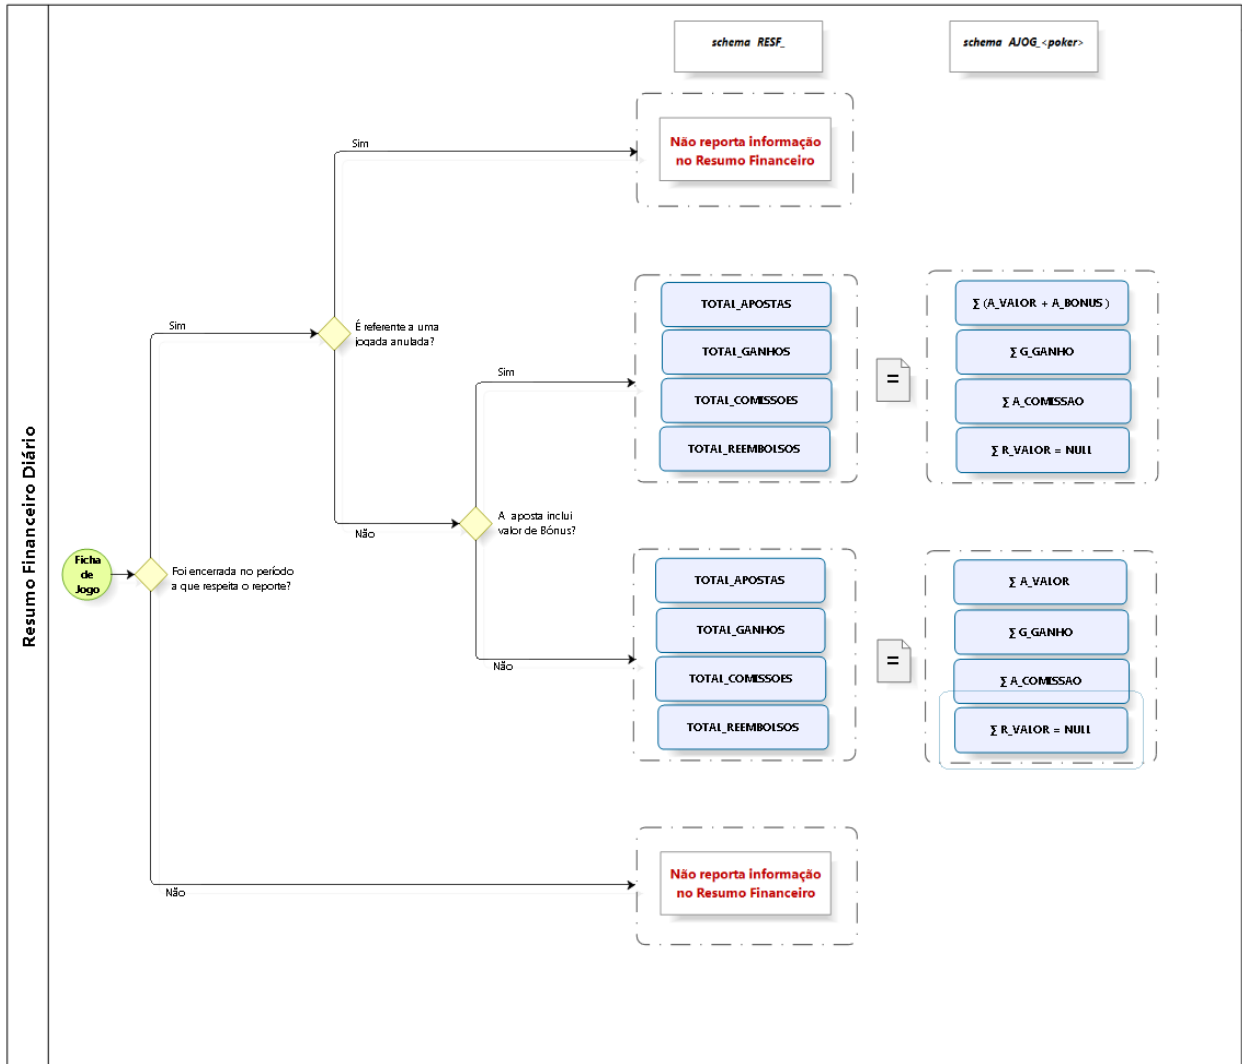 Resumo Financeiro Diário
schema RESF_
schema AJOG_<poker>
Sim
Não reporta informação
no Resumo Financeiro
Sim
É referente a uma
jogada anulada?
TOTAL_APOSTAS
TOTAL_GANHOS
TOTAL_COMISSOES
TOTAL_REEMBOLSOS
=
∑ (A_VALOR + A_BONUS )
∑ G_GANHO
∑ A_COMISSAO
∑ R_VALOR = NULL
Sim
Não
A aposta inclui
valor de Bónus?
Ficha
de
Jogo
Foi encerrada no período
a que respeita o reporte?
Não
TOTAL_APOSTAS
TOTAL_GANHOS
TOTAL_COMISSOES
TOTAL_REEMBOLSOS
=
∑ A_VALOR
∑ G_GANHO
∑ A_COMISSAO
∑ R_VALOR = NULL
Não
Não reporta informação
no Resumo Financeiro